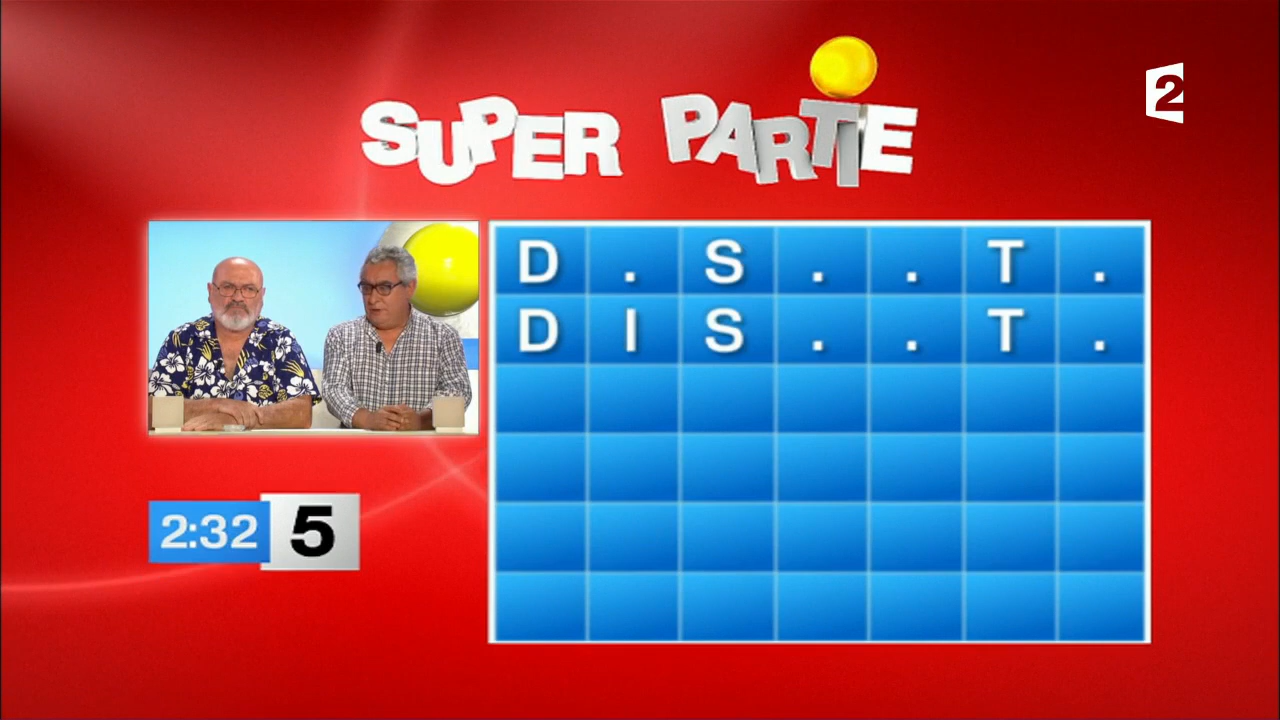 SUPER PARTIE
2
D . S . . T .
D I S . . T .
2:32 5